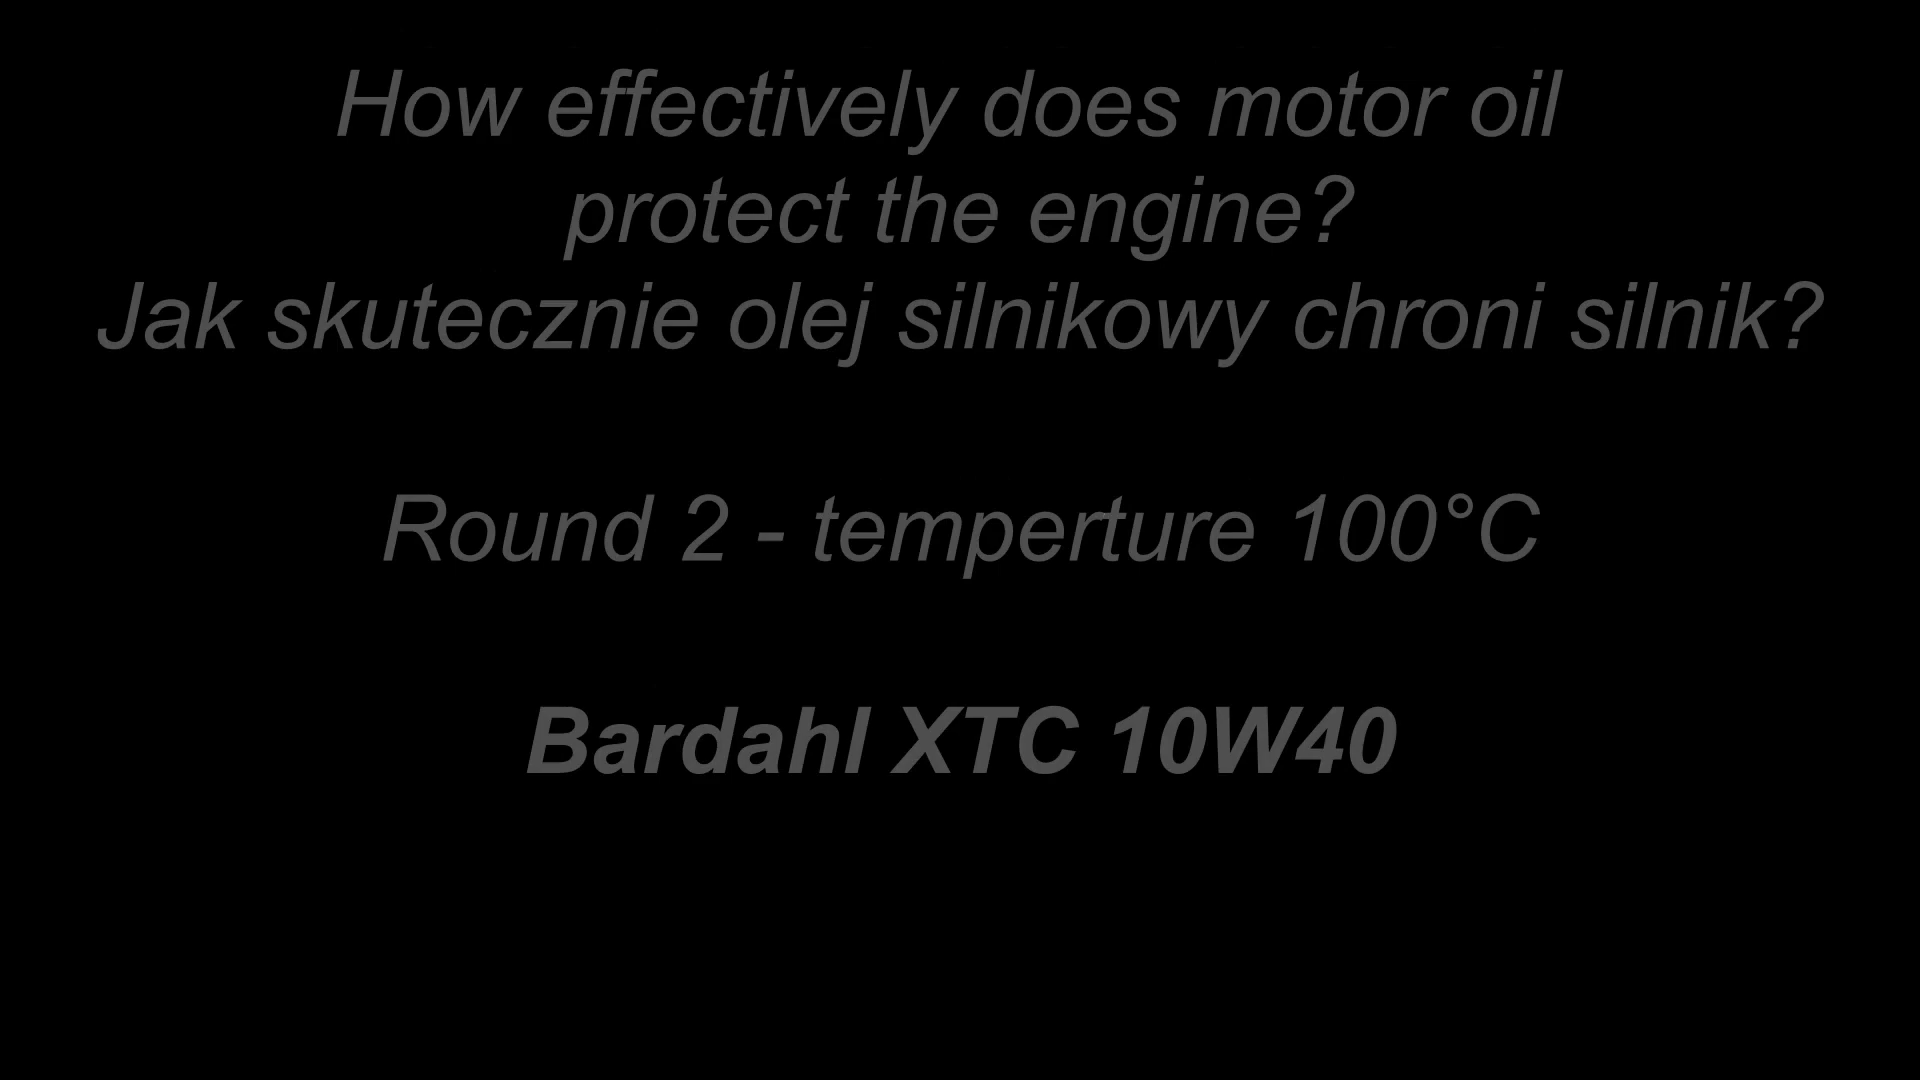 How effectively does motor oil
protect the engine?
Jak skutecznie olej silnikowy chroni silnik?
Round 2 - temperture 100°C
Bardahl XTC 10W40